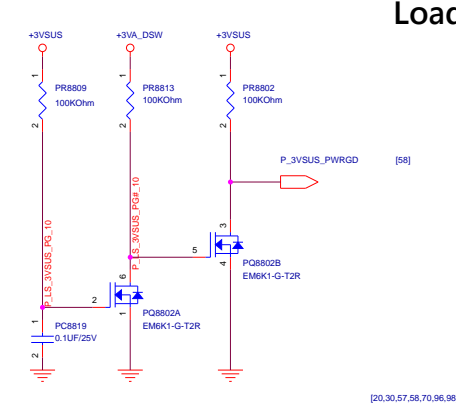 Load
+3VSUS
+3VA_DSW
+3VSUS
1
1
1
PR8809
100KOhm
PR8813
100KOhm
PR8802
100KOhm
2
2
2
P_3VSUS_PWRGD
[58]
P_LS_3VSUS_PG_10
P_LS_3VSUS_PG#_10
3
5
4
PQ8802B
EM6K1-G-T2R
6
2
1
PQ8802A
EM6K1-G-T2R
1
PC8819
0.1UF/25V
2
[20,30,57,58,70,96,98